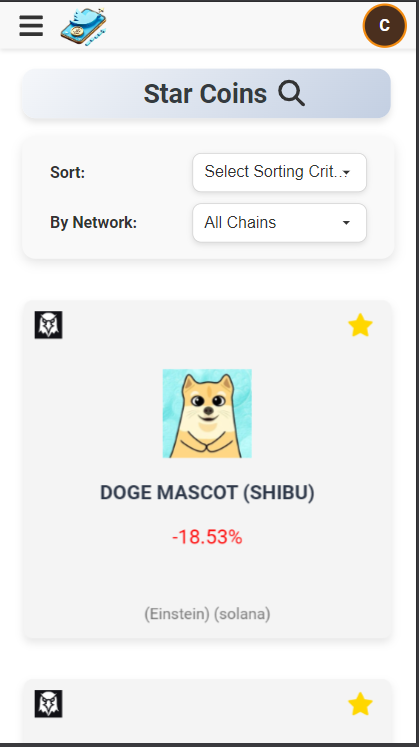 C
Star Coins
Sort:
Select Sorting Crit...
By Network:
All Chains
DOGE MASCOT (SHIBU)
-18.53%
(Einstein) (solana)